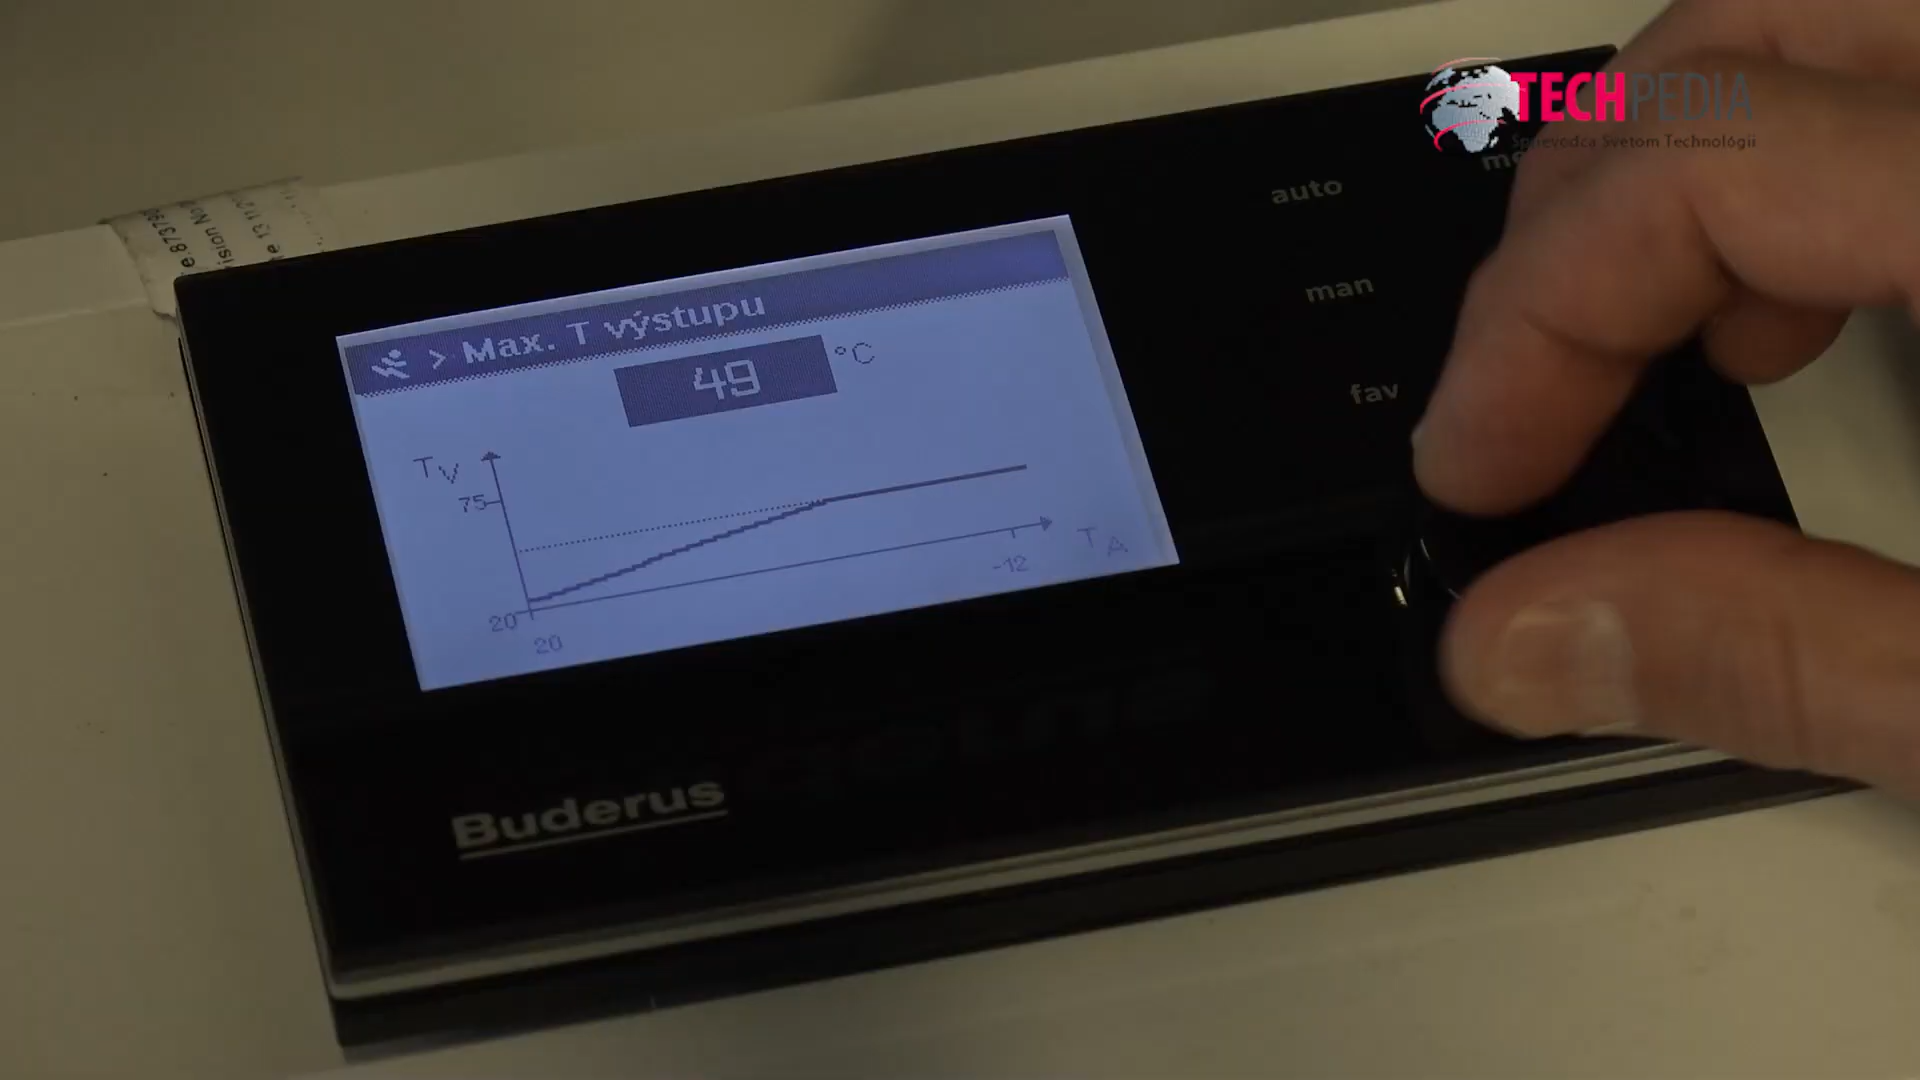 TECHPEDIA
Sprievodca Svetom Technológií
auto
man
fav
> Max. T výstupu
49 °C
TV
75
20
20
-12
TA
Buderus